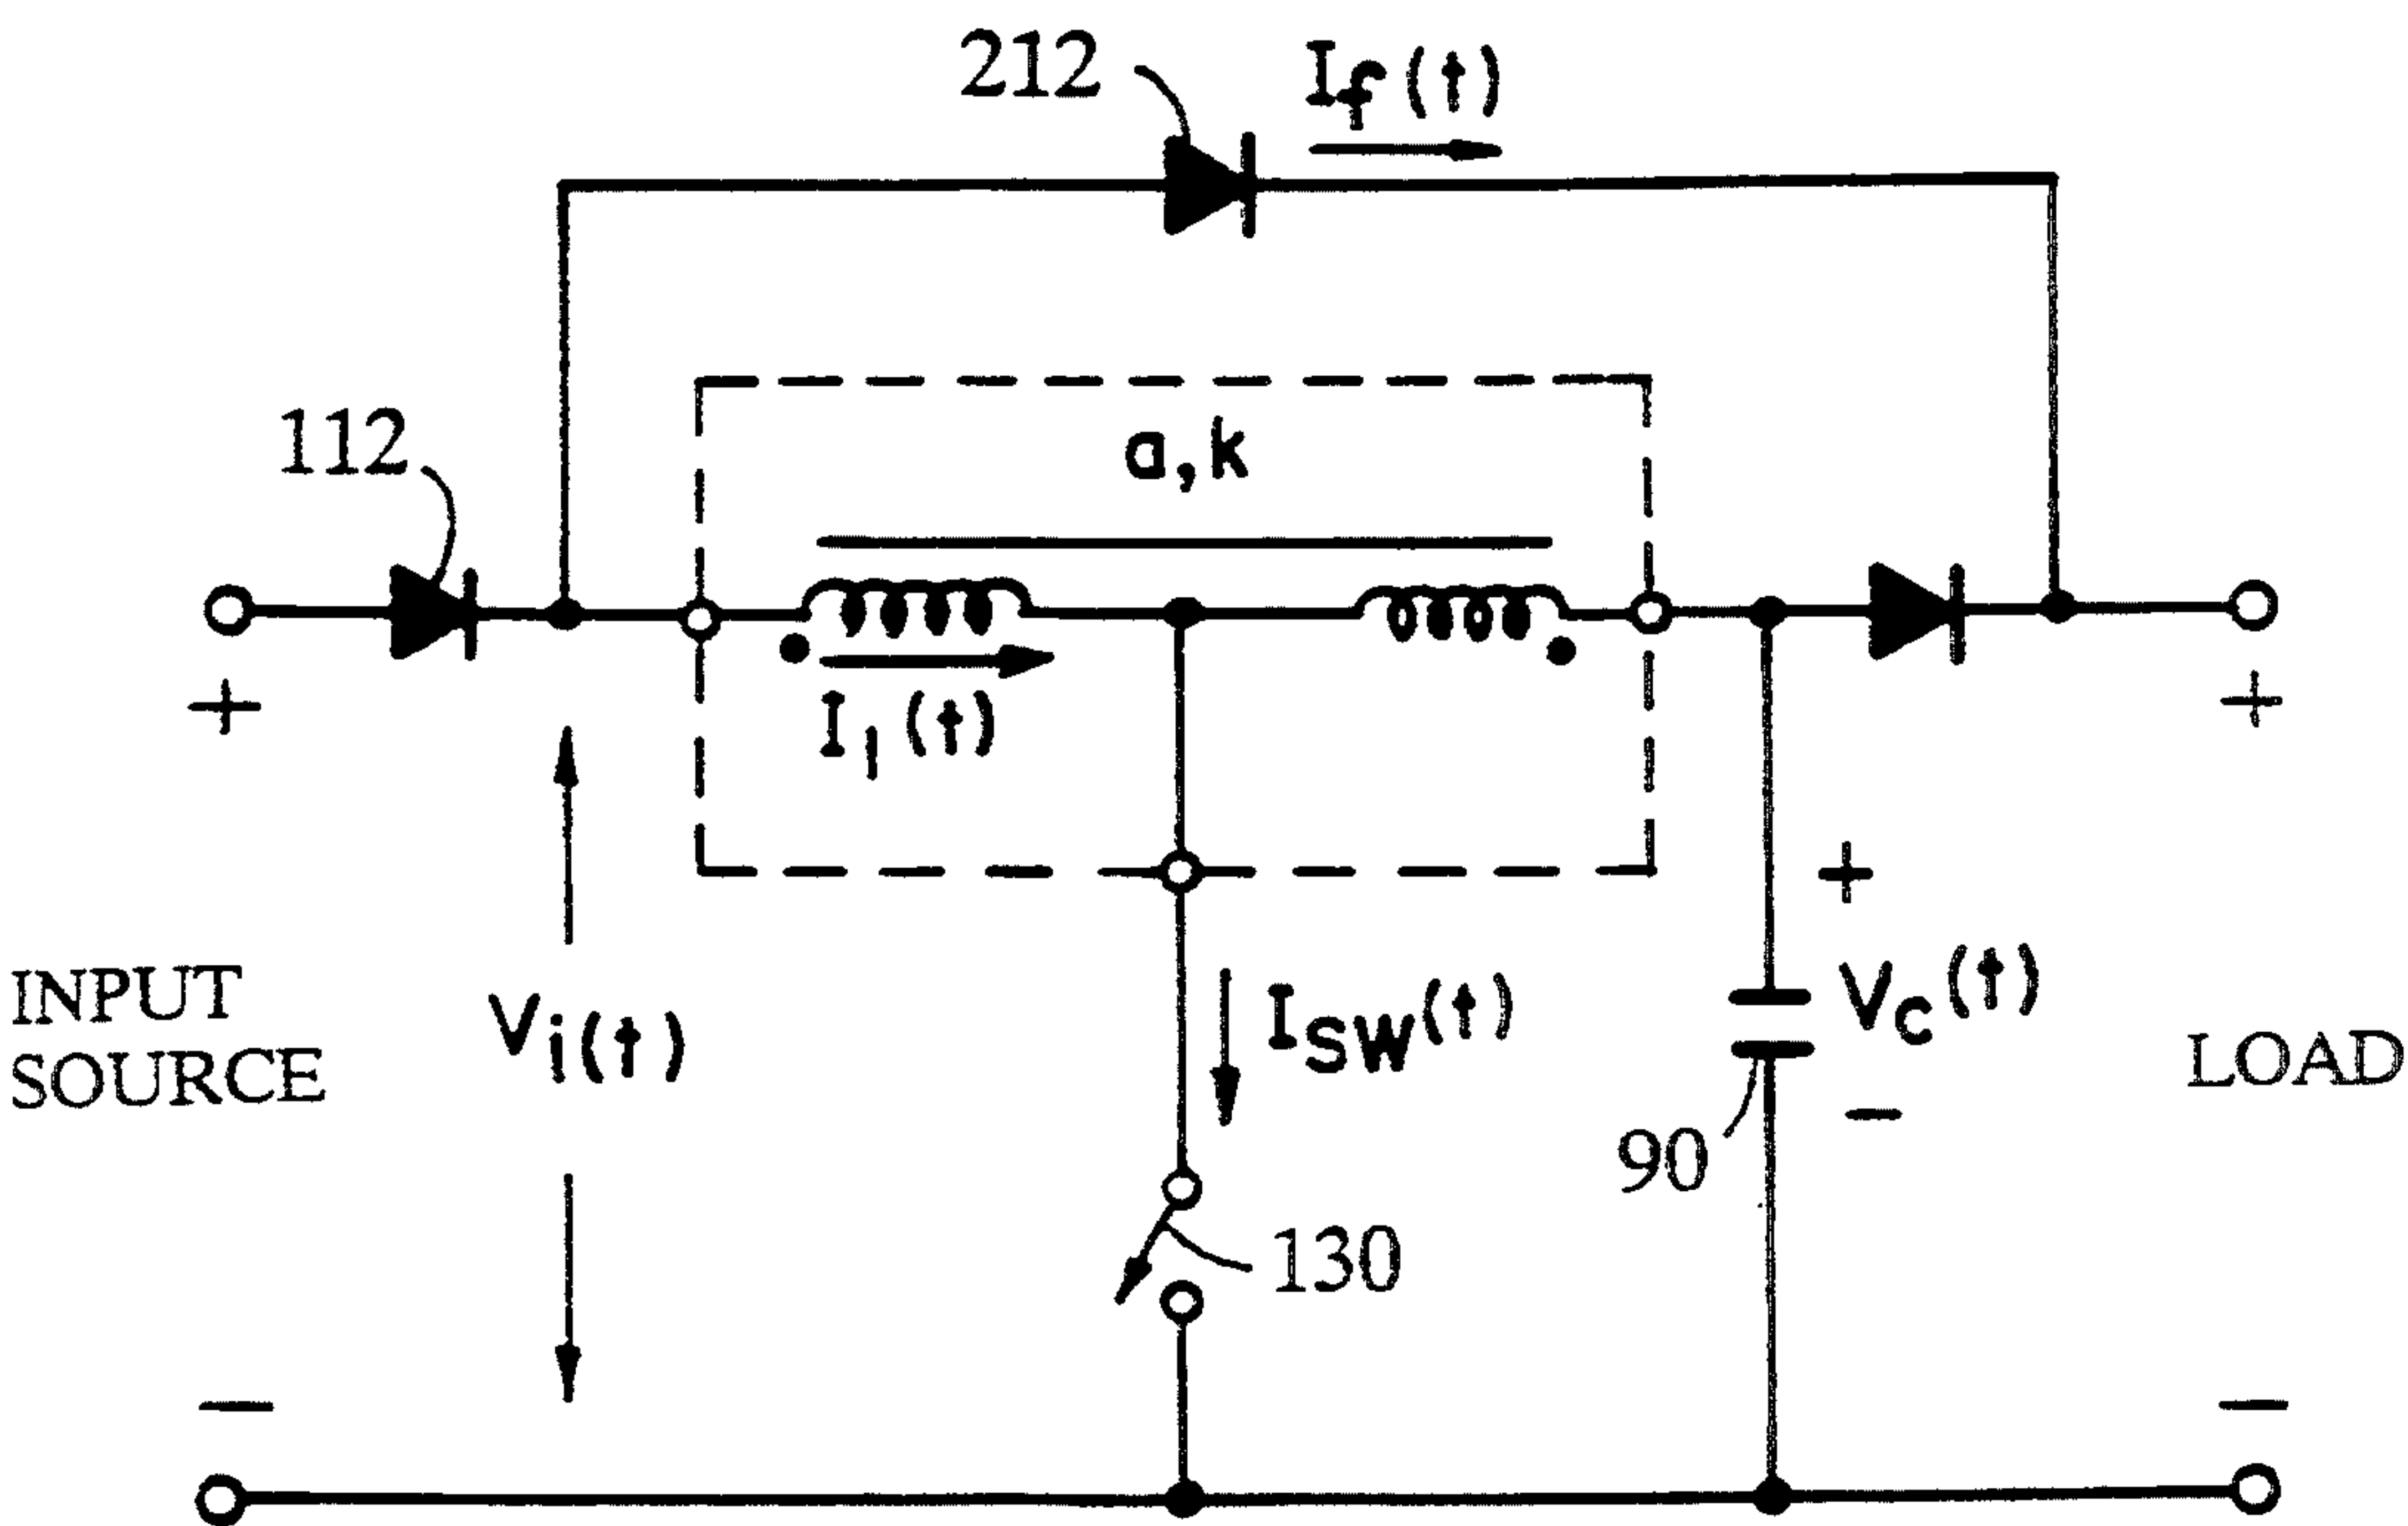 212
If(t)
112
a,k
+
I1(t)
+
+
INPUT
SOURCE
Vi(t)
ISW(t)
VC(t)
LOAD
−
90
130
−
−